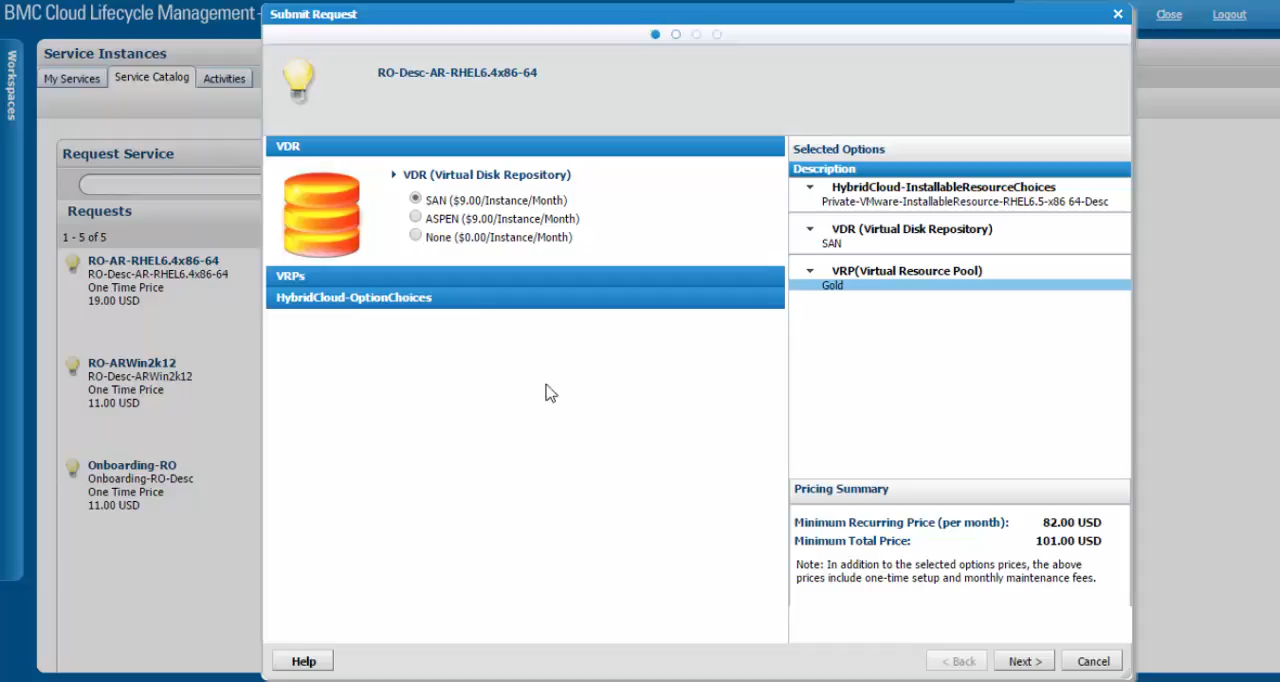 BMC Cloud Lifecycle Management -
Submit Request
Close
Logout
Workspaces
Service Instances
My Services
Service Catalog
Activities
Request Service
Requests
1 - 5 of 5
RO-AR-RHEL6.4x86-64
RO-Desc-AR-RHEL6.4x86-64
One Time Price
19.00 USD
RO-ARWin2k12
RO-Desc-ARWin2k12
One Time Price
11.00 USD
Onboarding-RO
Onboarding-RO-Desc
One Time Price
11.00 USD
RO-Desc-AR-RHEL6.4x86-64
VDR
VDR (Virtual Disk Repository)
SAN ($9.00/Instance/Month)
ASPEN ($9.00/Instance/Month)
None ($0.00/Instance/Month)
VRPs
HybridCloud-OptionChoices
Selected Options
Description
HybridCloud-InstallableResourceChoices
Private-VMware-InstallableResource-RHEL6.5-x86 64-Desc
VDR (Virtual Disk Repository)
SAN
VRP(Virtual Resource Pool)
Gold
Pricing Summary
Minimum Recurring Price (per month): 82.00 USD
Minimum Total Price: 101.00 USD
Note: In addition to the selected options prices, the above
prices include one-time setup and monthly maintenance fees.
Help
< Back
Next >
Cancel